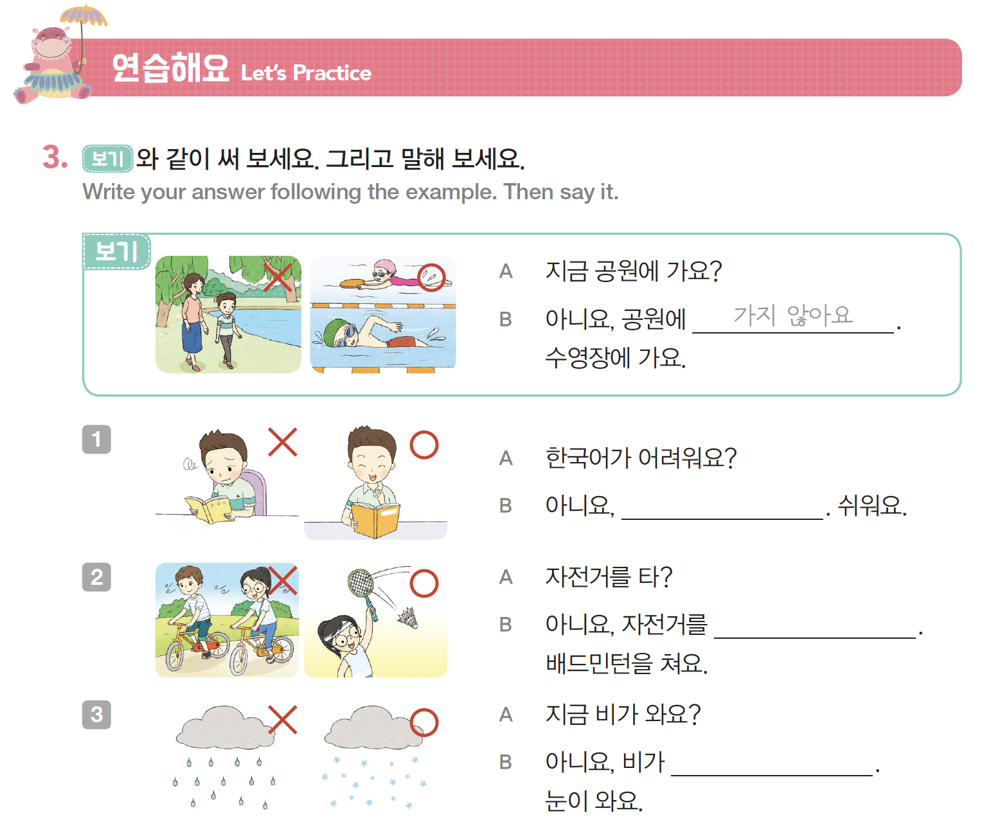 연습해요 Let's Practice
3. 보기 와 같이 써 보세요. 그리고 말해 보세요.
Write your answer following the example. Then say it.
보기
A 지금 공원에 가요?
B 아니요, 공원에 가지 않아요.
수영장에 가요.
1
A 한국어가 어려워요?
B 아니요, ____________. 쉬워요.
2
A 자전거를 타?
B 아니요, 자전거를 ____________.
배드민턴을 쳐요.
3
A 지금 비가 와요?
B 아니요, 비가 ____________.
눈이 와요.